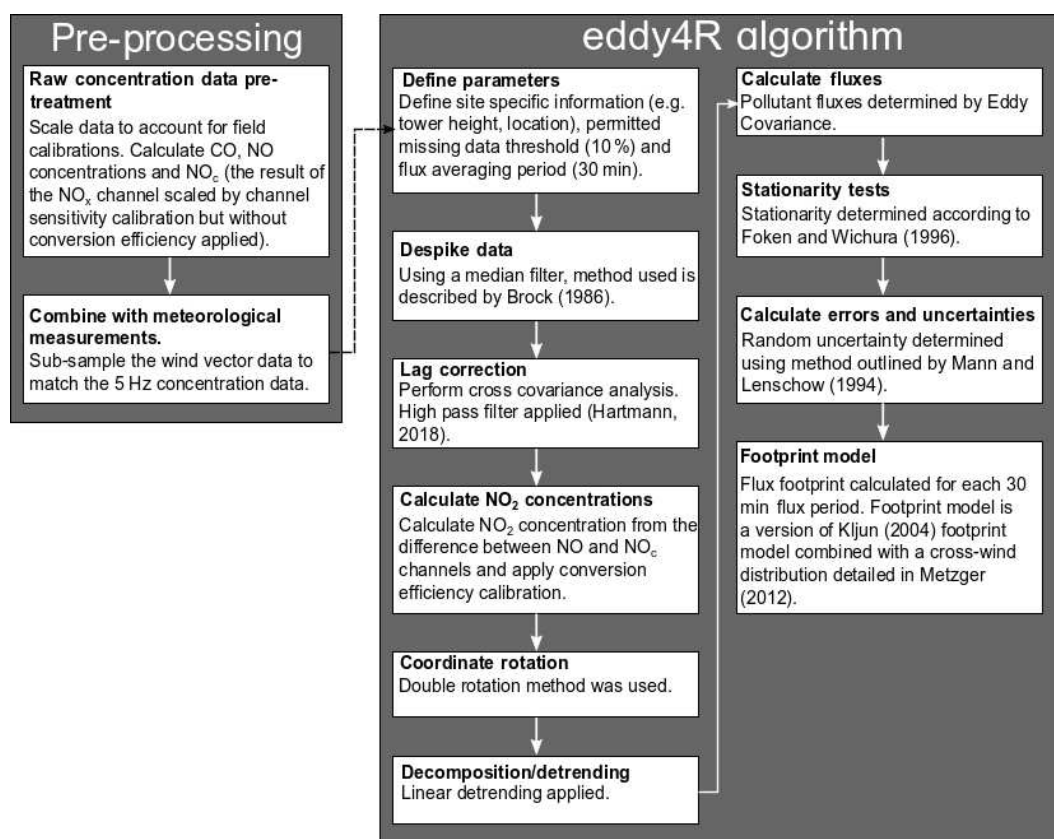 Pre-processing
Raw concentration data pre-
treatment
Scale data to account for field
calibrations. Calculate CO, NO
concentrations and NOc (the result of
the NOx channel scaled by channel
sensitivity calibration but without
conversion efficiency applied).
Combine with meteorological
measurements.
Sub-sample the wind vector data to
match the 5 Hz concentration data.
eddy4R algorithm
Define parameters
Define site specific information (e.g.
tower height, location), permitted
missing data threshold (10 %) and
flux averaging period (30 min).
Despike data
Using a median filter, method used is
described by Brock (1986).
Lag correction
Perform cross covariance analysis.
High pass filter applied (Hartmann,
2018).
Calculate NO₂ concentrations
Calculate NO₂ concentration from the
difference between NO and NOc
channels and apply conversion
efficiency calibration.
Coordinate rotation
Double rotation method was used.
Decomposition/detrending
Linear detrending applied.
Calculate fluxes
Pollutant fluxes determined by Eddy
Covariance.
Stationarity tests
Stationarity determined according to
Foken and Wichura (1996).
Calculate errors and uncertainties
Random uncertainty determined
using method outlined by Mann and
Lenschow (1994).
Footprint model
Flux footprint calculated for each 30
min flux period. Footprint model is
a version of Kljun (2004) footprint
model combined with a cross-wind
distribution detailed in Metzger
(2012).